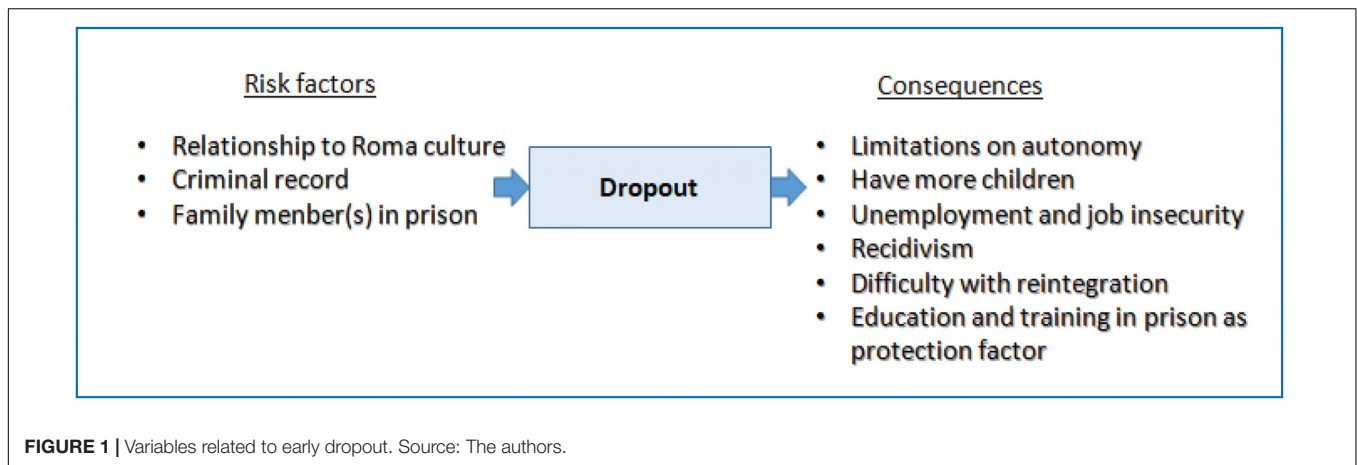 Risk factors
• Relationship to Roma culture
• Criminal record
• Family menber(s) in prison
Dropout
Consequences
• Limitations on autonomy
• Have more children
• Unemployment and job insecurity
• Recidivism
• Difficulty with reintegration
• Education and training in prison as
protection factor
FIGURE 1 | Variables related to early dropout. Source: The authors.